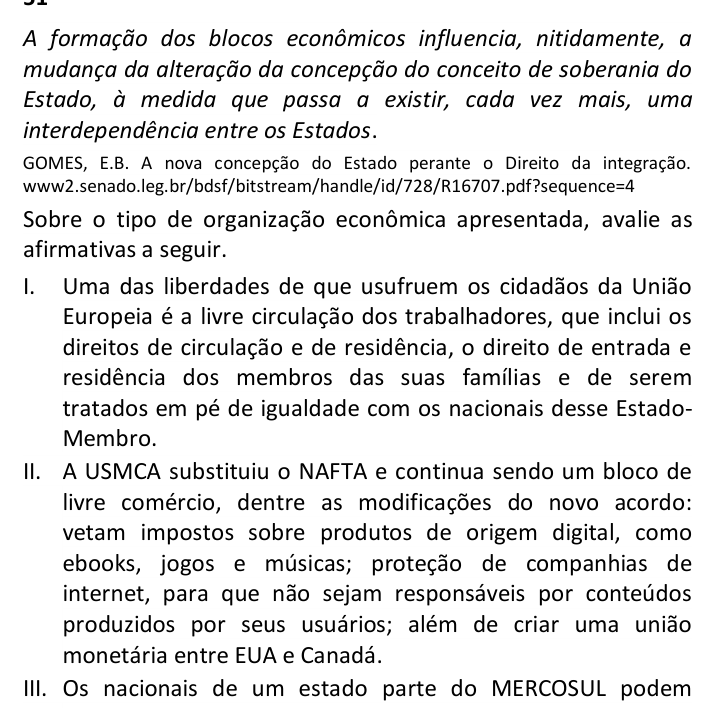 31
A formação dos blocos econômicos influencia, nitidamente, a
mudança da alteração da concepção do conceito de soberania do
Estado, à medida que passa a existir, cada vez mais, uma
interdependência entre os Estados.
GOMES, E.B. A nova concepção do Estado perante o Direito da integração.
www2.senado.leg.br/bdsf/bitstream/handle/id/728/R16707.pdf?sequence=4
Sobre o tipo de organização econômica apresentada, avalie as
afirmativas a seguir.
I. Uma das liberdades de que usufruem os cidadãos da União
Europeia é a livre circulação dos trabalhadores, que inclui os
direitos de circulação e de residência, o direito de entrada e
residência dos membros das suas famílias e de serem
tratados em pé de igualdade com os nacionais desse Estado-
Membro.
II. A USMCA substituiu o NAFTA e continua sendo um bloco de
livre comércio, dentre as modificações do novo acordo:
vetam impostos sobre produtos de origem digital, como
ebooks, jogos e músicas; proteção de companhias de
internet, para que não sejam responsáveis por conteúdos
produzidos por seus usuários; além de criar uma união
monetária entre EUA e Canadá.
III. Os nacionais de um estado parte do MERCOSUL podem